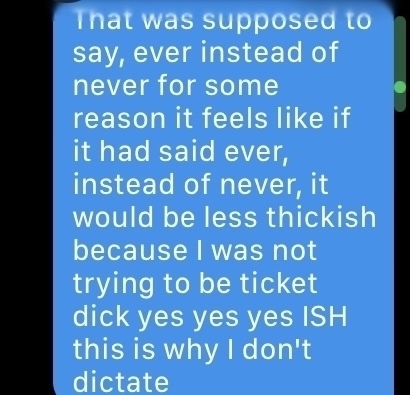 That was supposed to
say, ever instead of
never for some
reason it feels like if
it had said ever,
instead of never, it
would be less thickish
because I was not
trying to be ticket
dick yes yes yes ISH
this is why I don't
dictate